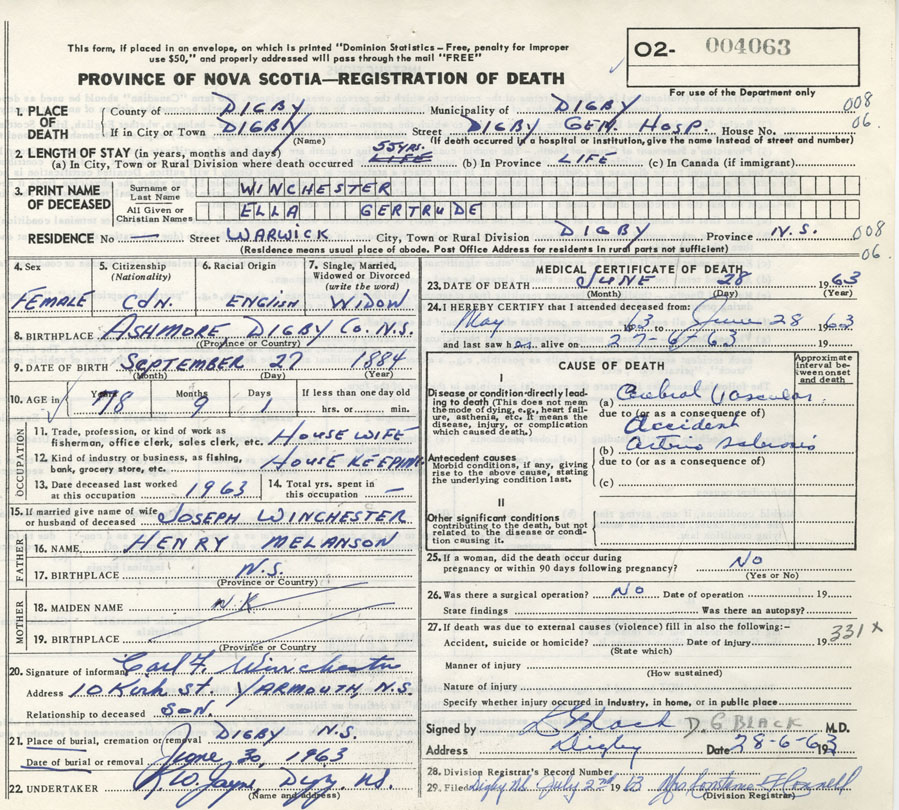 This form, if placed in an envelope, on which is printed "Dominion Statistics – Free, penalty for improper
use $50," and properly addressed will pass through the mail "FREE"
PROVINCE OF NOVA SCOTIA—REGISTRATION OF DEATH
O2- 004063
For use of the Department only
1. PLACE OF DEATH
County of DIGBY Municipality of DIGBY 008
If in City or Town DIGBY Street DIGBY GEN. HOSP. House No. 06
(Name) (If death occurred in a hospital or institution, give the name instead of street and number)
2. LENGTH OF STAY (in years, months and days)
(a) In City, Town or Rural Division where death occurred 55 YRS. LIFE (b) In Province LIFE (c) In Canada (if immigrant)
3. PRINT NAME OF DECEASED
Surname or Last Name WINCHESTER
All Given or Christian Names ELLA GERTRUDE
RESIDENCE No — Street WARWICK City, Town or Rural Division DIGBY Province N.S. 008
(Residence means usual place of abode. Post Office Address for residents in rural parts not sufficient) 06
4. Sex FEMALE
5. Citizenship (Nationality) CDN.
6. Racial Origin ENGLISH
7. Single, Married, Widowed or Divorced (write the word) WIDOW
8. BIRTHPLACE ASHMORE DIGBY CO. N.S.
(Province or Country)
9. DATE OF BIRTH SEPTEMBER 27 1884
(Month) (Day) (Year)
10. AGE in Years 78 Months 9 Days 1 If less than one day old
hrs. or min.
OCCUPATION
11. Trade, profession, or kind of work as
fisherman, office clerk, sales clerk, etc. HOUSE WIFE
12. Kind of industry or business, as fishing,
bank, grocery store, etc. HOUSE KEEPING
13. Date deceased last worked
at this occupation 1963
14. Total yrs. spent in
this occupation —
15. If married give name of wife
or husband of deceased JOSEPH WINCHESTER
FATHER
16. NAME HENRY MELANSON
17. BIRTHPLACE N.S.
(Province or Country)
MOTHER
18. MAIDEN NAME N.K
19. BIRTHPLACE
(Province or Country
20. Signature of informant Carl F. Winchester
Address 10 Kirk St. YARMOUTH, N.S.
Relationship to deceased SON.
21. Place of burial, cremation or removal DIGBY N.S.
Date of burial or removal June 30, 1963
22. UNDERTAKER Jayne, Digby, N.S.
(Name and address)
MEDICAL CERTIFICATE OF DEATH
23. DATE OF DEATH JUNE 28 1963
(Month) (Day) (Year)
24. I HEREBY CERTIFY that I attended deceased from:
May 1963 to June 28 1963
and last saw her alive on 27-6-63 19
CAUSE OF DEATH
Approximate interval between onset and death
I
Disease or condition directly leading to death (This does not mean the mode of dying, e.g., heart failure, asthenia, etc. It means the disease, injury, or complication which caused death.)
(a) Cerebral Vascular
due to (or as a consequence of)
Accident
Antecedent causes
Morbid conditions, if any, giving rise to the above cause, stating the underlying condition last.
(b) Arterio sclerosis
due to (or as a consequence of)
(c)
II
Other significant conditions
contributing to the death, but not related to the disease or condition causing it.
25. If a woman, did the death occur during
pregnancy or within 90 days following pregnancy? NO
(Yes or No)
26. Was there a surgical operation? NO Date of operation 19
State findings Was there an autopsy?
27. If death was due to external causes (violence) fill in also the following:-
Accident, suicide or homicide? Date of injury 19 331 X
(State which)
Manner of injury
(How sustained)
Nature of injury
Specify whether injury occurred in industry, in home, or in public place
Signed by D. G. Black D. G BLACK M.D.
Address Digby Date 28-6-63 19
28. Division Registrar's Record Number
29. Filed Digby NS July 2nd 1963 Mrs
(Division Registrar)